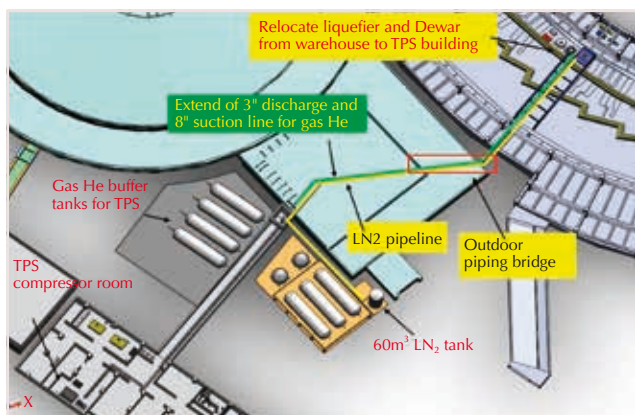 Relocate liquefier and Dewar
from warehouse to TPS building
Extend of 3" discharge and
8" suction line for gas He
Gas He buffer
tanks for TPS
LN2 pipeline
Outdoor
piping bridge
TPS
compressor room
60m³ LN₂ tank
X